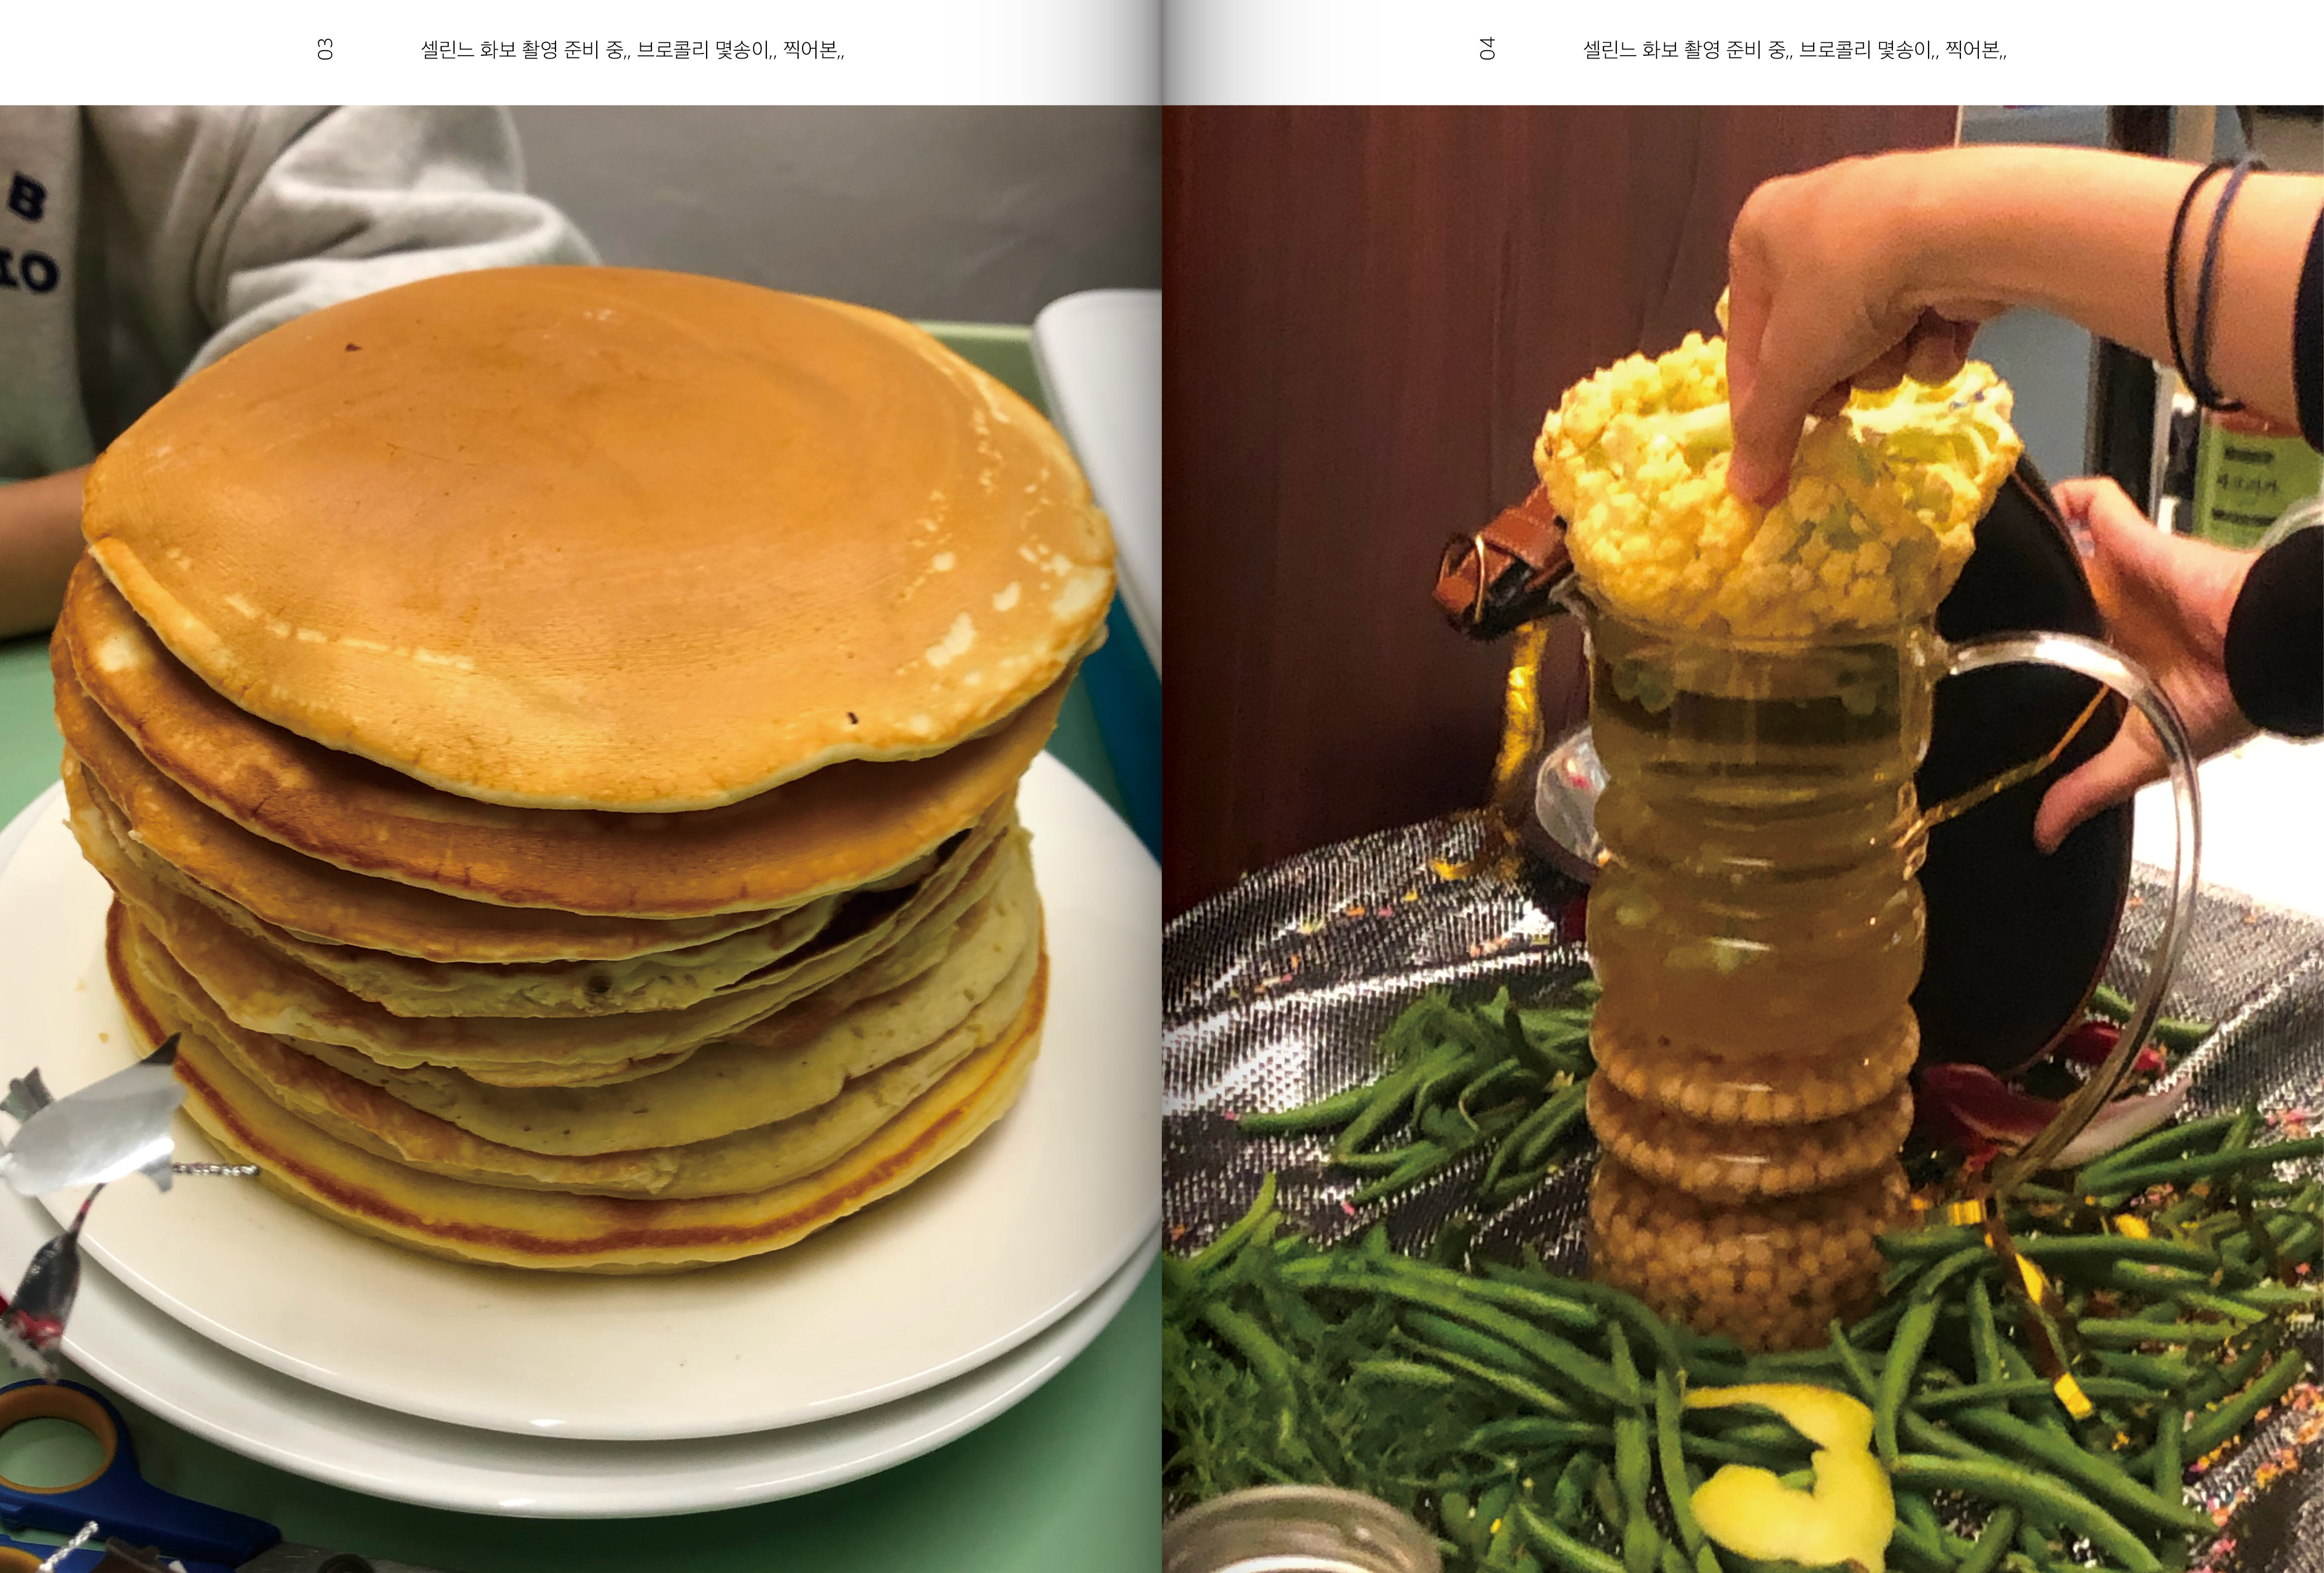 03
셀린느 화보 촬영 준비 중,, 브로콜리 몇송이,, 찍어본,,
04
셀린느 화보 촬영 준비 중,, 브로콜리 몇송이,, 찍어본,,
B
IO